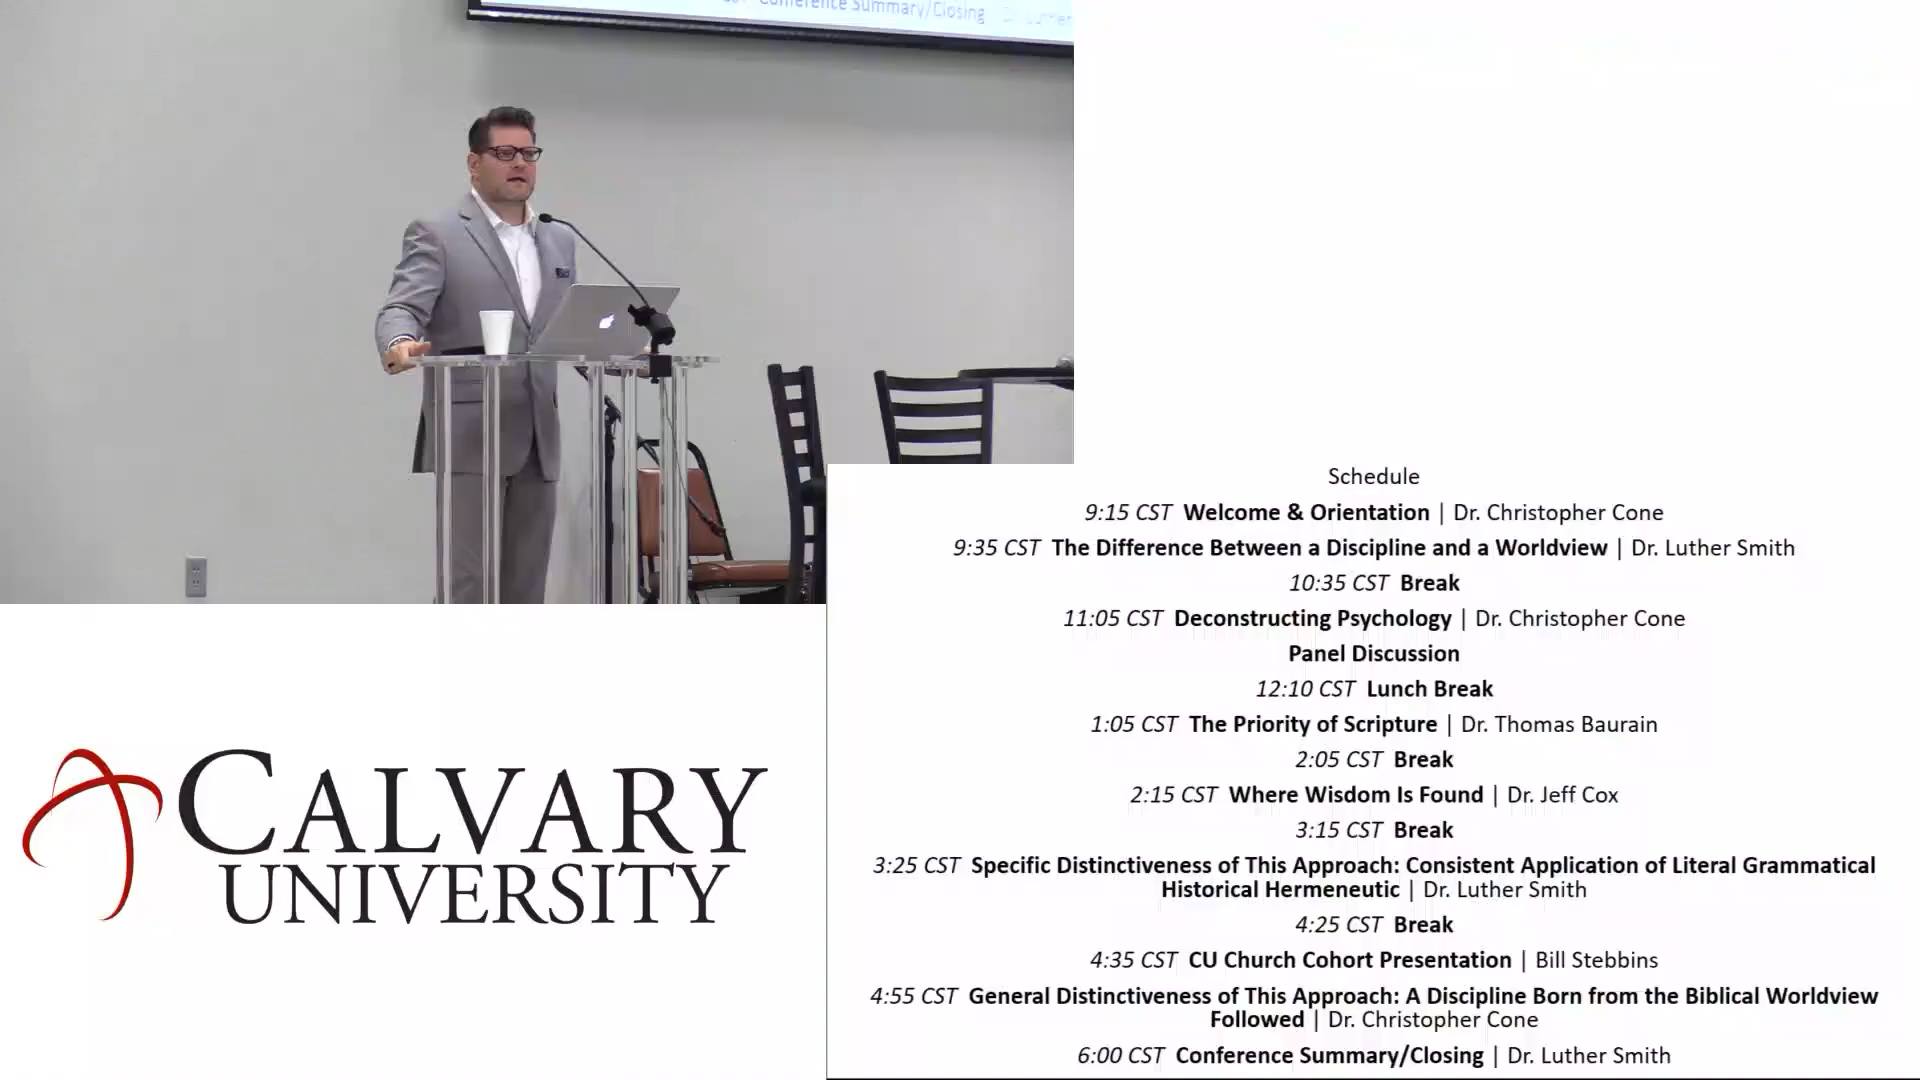 Conference Summary/Closing | Dr. Luther
Schedule
9:15 CST Welcome & Orientation | Dr. Christopher Cone
9:35 CST The Difference Between a Discipline and a Worldview | Dr. Luther Smith
10:35 CST Break
11:05 CST Deconstructing Psychology | Dr. Christopher Cone
Panel Discussion
12:10 CST Lunch Break
1:05 CST The Priority of Scripture | Dr. Thomas Baurain
2:05 CST Break
2:15 CST Where Wisdom Is Found | Dr. Jeff Cox
3:15 CST Break
3:25 CST Specific Distinctiveness of This Approach: Consistent Application of Literal Grammatical
Historical Hermeneutic | Dr. Luther Smith
4:25 CST Break
4:35 CST CU Church Cohort Presentation | Bill Stebbins
4:55 CST General Distinctiveness of This Approach: A Discipline Born from the Biblical Worldview
Followed | Dr. Christopher Cone
6:00 CST Conference Summary/Closing | Dr. Luther Smith
CALVARY
UNIVERSITY